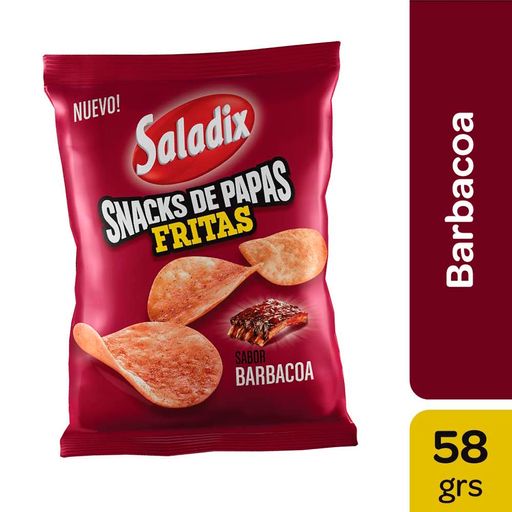 NUEVO!
Saladix
SNACKS DE PAPAS
FRITAS
SABOR
BARBACOA
Barbacoa
58
grs